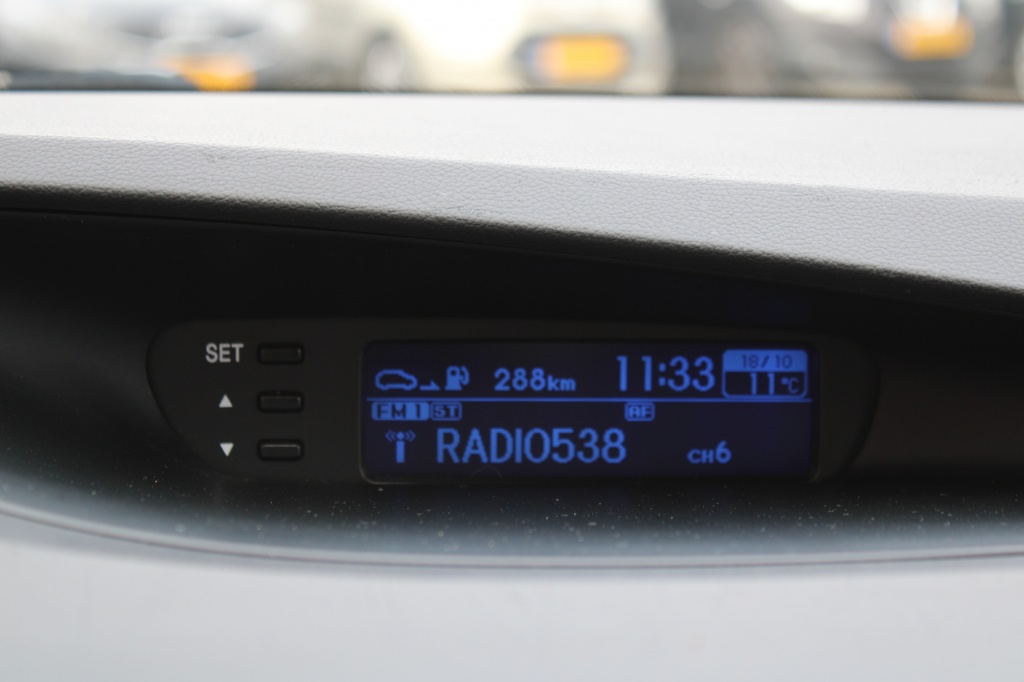 SET
288km 11:33 18/10
11°C
FM1 ST AF
RADIO538 CH6